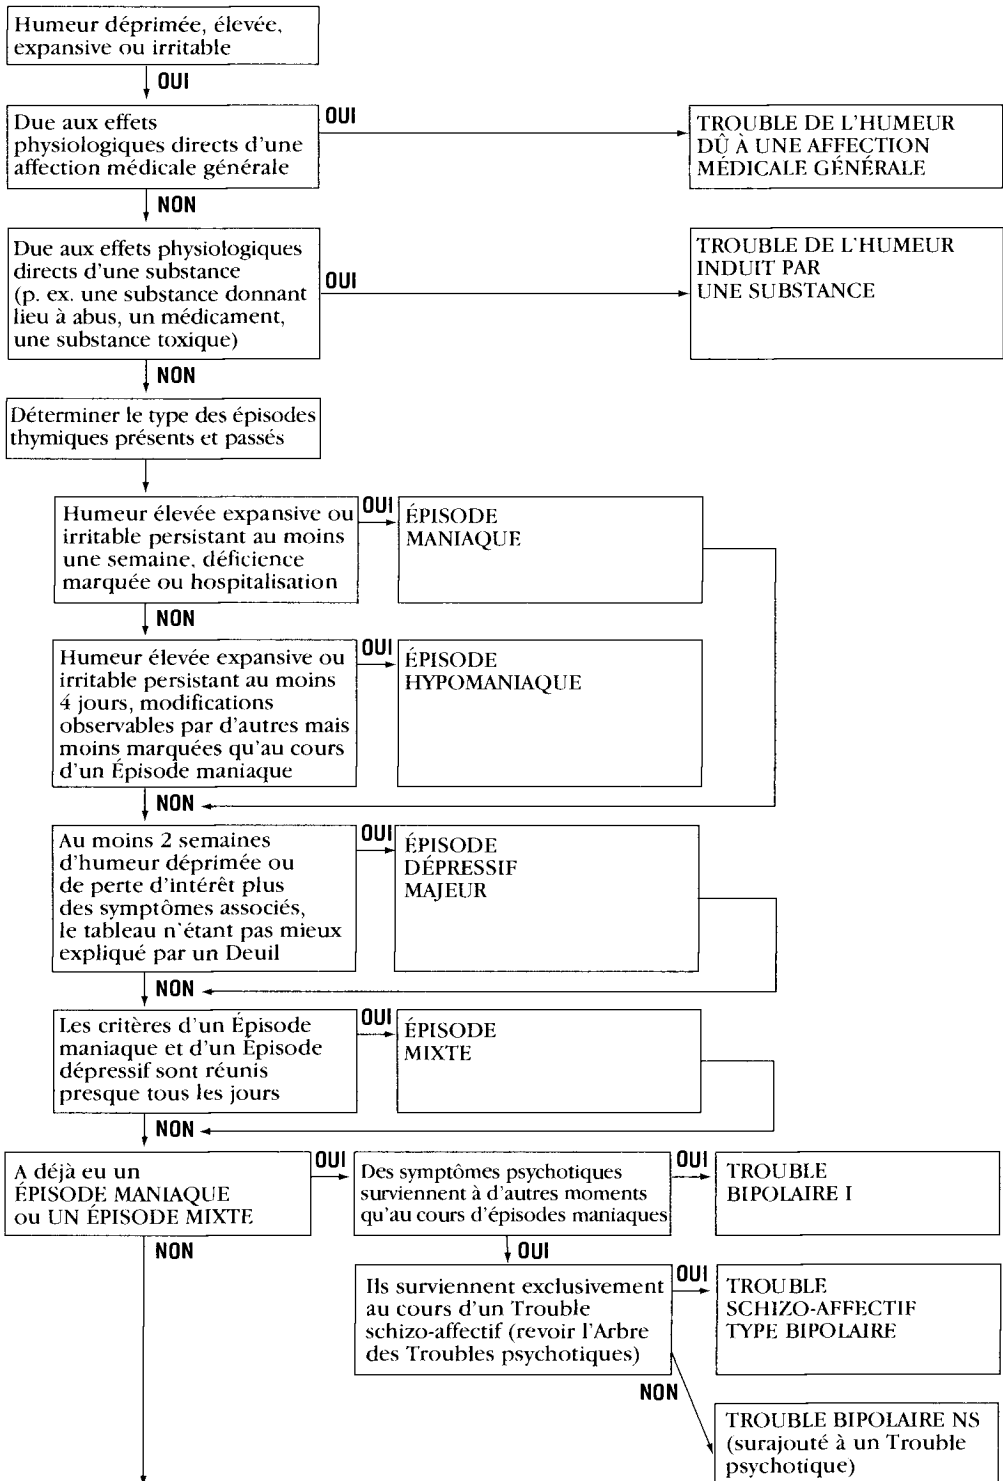 Humeur déprimée, élevée,
expansive ou irritable
OUI
Due aux effets
physiologiques directs d'une
affection médicale générale
OUI
TROUBLE DE L'HUMEUR
DÛ À UNE AFFECTION
MÉDICALE GÉNÉRALE
NON
Due aux effets physiologiques
directs d'une substance
(p. ex. une substance donnant
lieu à abus, un médicament,
une substance toxique)
OUI
TROUBLE DE L'HUMEUR
INDUIT PAR
UNE SUBSTANCE
NON
Déterminer le type des épisodes
thymiques présents et passés
Humeur élevée expansive ou
irritable persistant au moins
une semaine, déficience
marquée ou hospitalisation
OUI
ÉPISODE
MANIAQUE
NON
Humeur élevée expansive ou
irritable persistant au moins
4 jours, modifications
observables par d'autres mais
moins marquées qu'au cours
d'un Épisode maniaque
OUI
ÉPISODE
HYPOMANIAQUE
NON
Au moins 2 semaines
d'humeur déprimée ou
de perte d'intérêt plus
des symptômes associés,
le tableau n'étant pas mieux
expliqué par un Deuil
OUI
ÉPISODE
DÉPRESSIF
MAJEUR
NON
Les critères d'un Épisode
maniaque et d'un Épisode
dépressif sont réunis
presque tous les jours
OUI
ÉPISODE
MIXTE
NON
A déjà eu un
ÉPISODE MANIAQUE
ou UN ÉPISODE MIXTE
OUI
Des symptômes psychotiques
surviennent à d'autres moments
qu'au cours d'épisodes maniaques
OUI
TROUBLE
BIPOLAIRE I
NON
OUI
Ils surviennent exclusivement
au cours d'un Trouble
schizo-affectif (revoir l'Arbre
des Troubles psychotiques)
OUI
TROUBLE
SCHIZO-AFFECTIF
TYPE BIPOLAIRE
NON
TROUBLE BIPOLAIRE NS
(surajouté à un Trouble
psychotique)